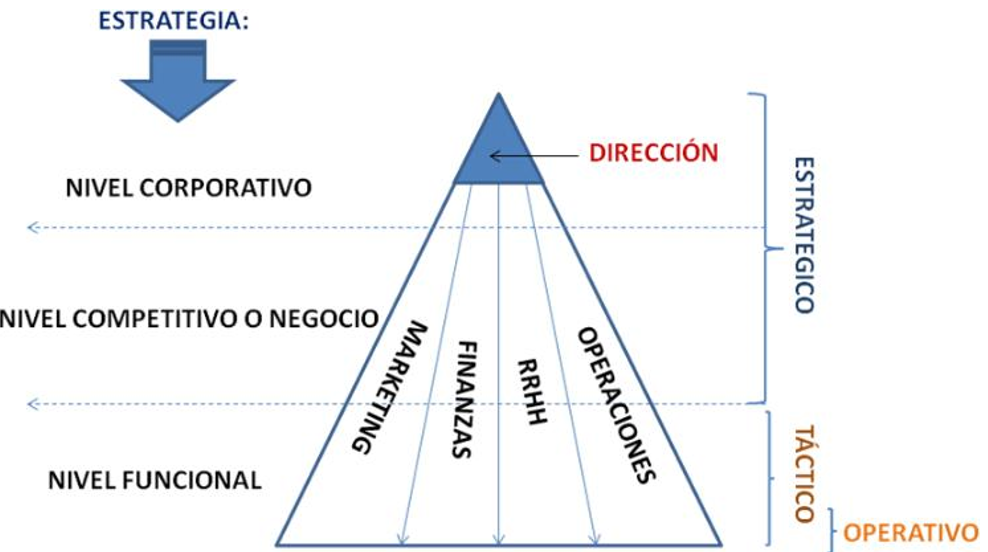 ESTRATEGIA:
DIRECCIÓN
NIVEL CORPORATIVO
ESTRATEGICO
NIVEL COMPETITIVO O NEGOCIO
MARKETING
FINANZAS
RRHH
OPERACIONES
NIVEL FUNCIONAL
TÁCTICO
OPERATIVO